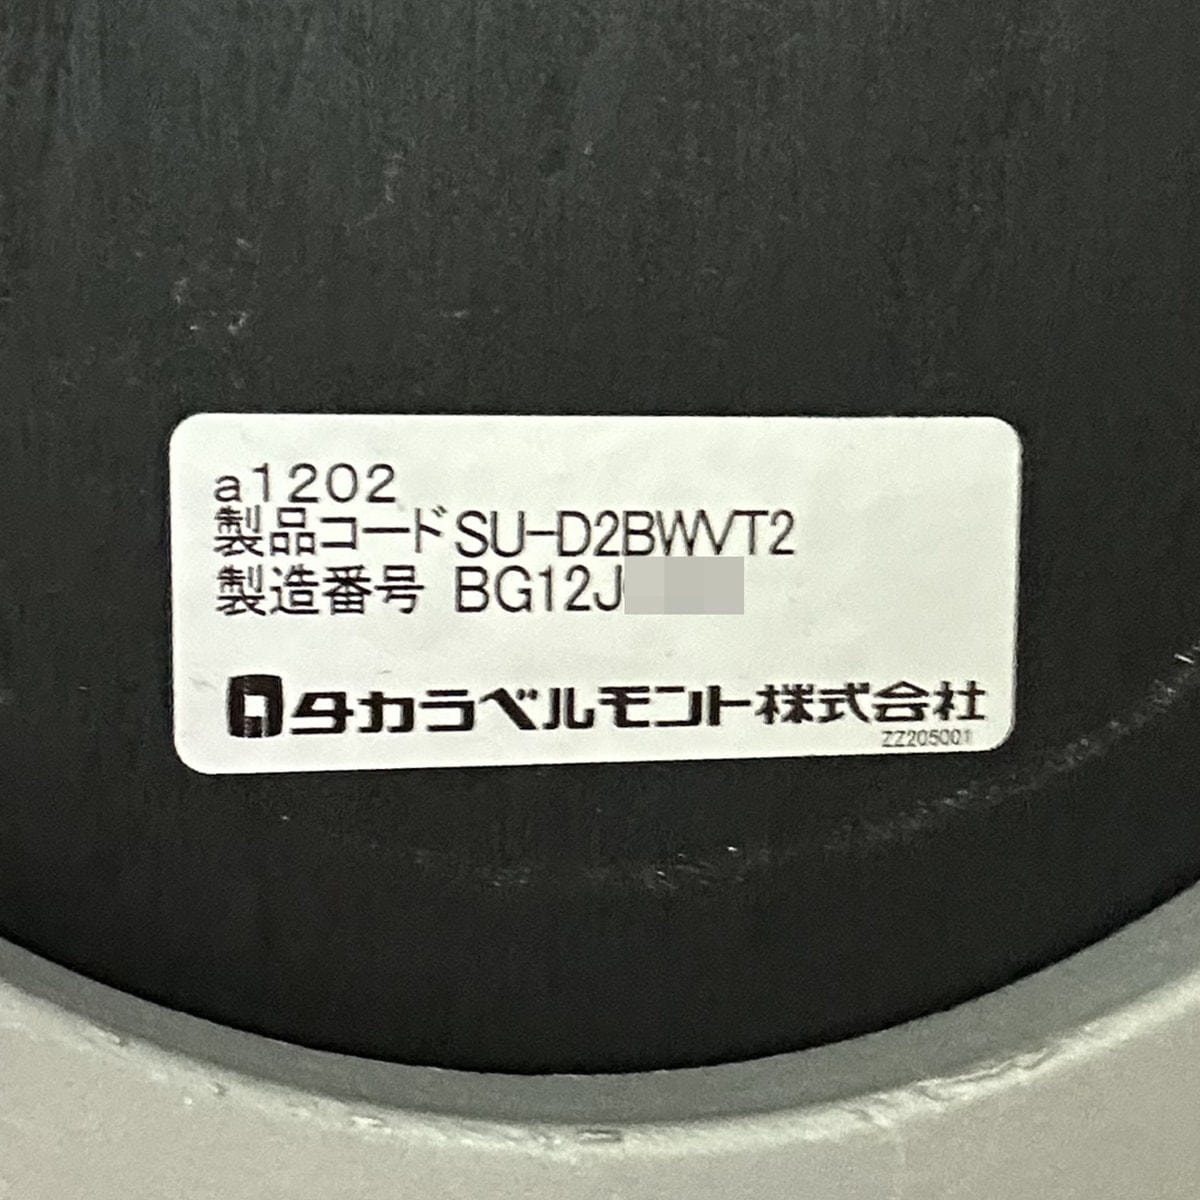 a1202
製品コードSU-D2BWVT2
製造番号 BG12J
タカラベルモント株式会社
ZZ205001